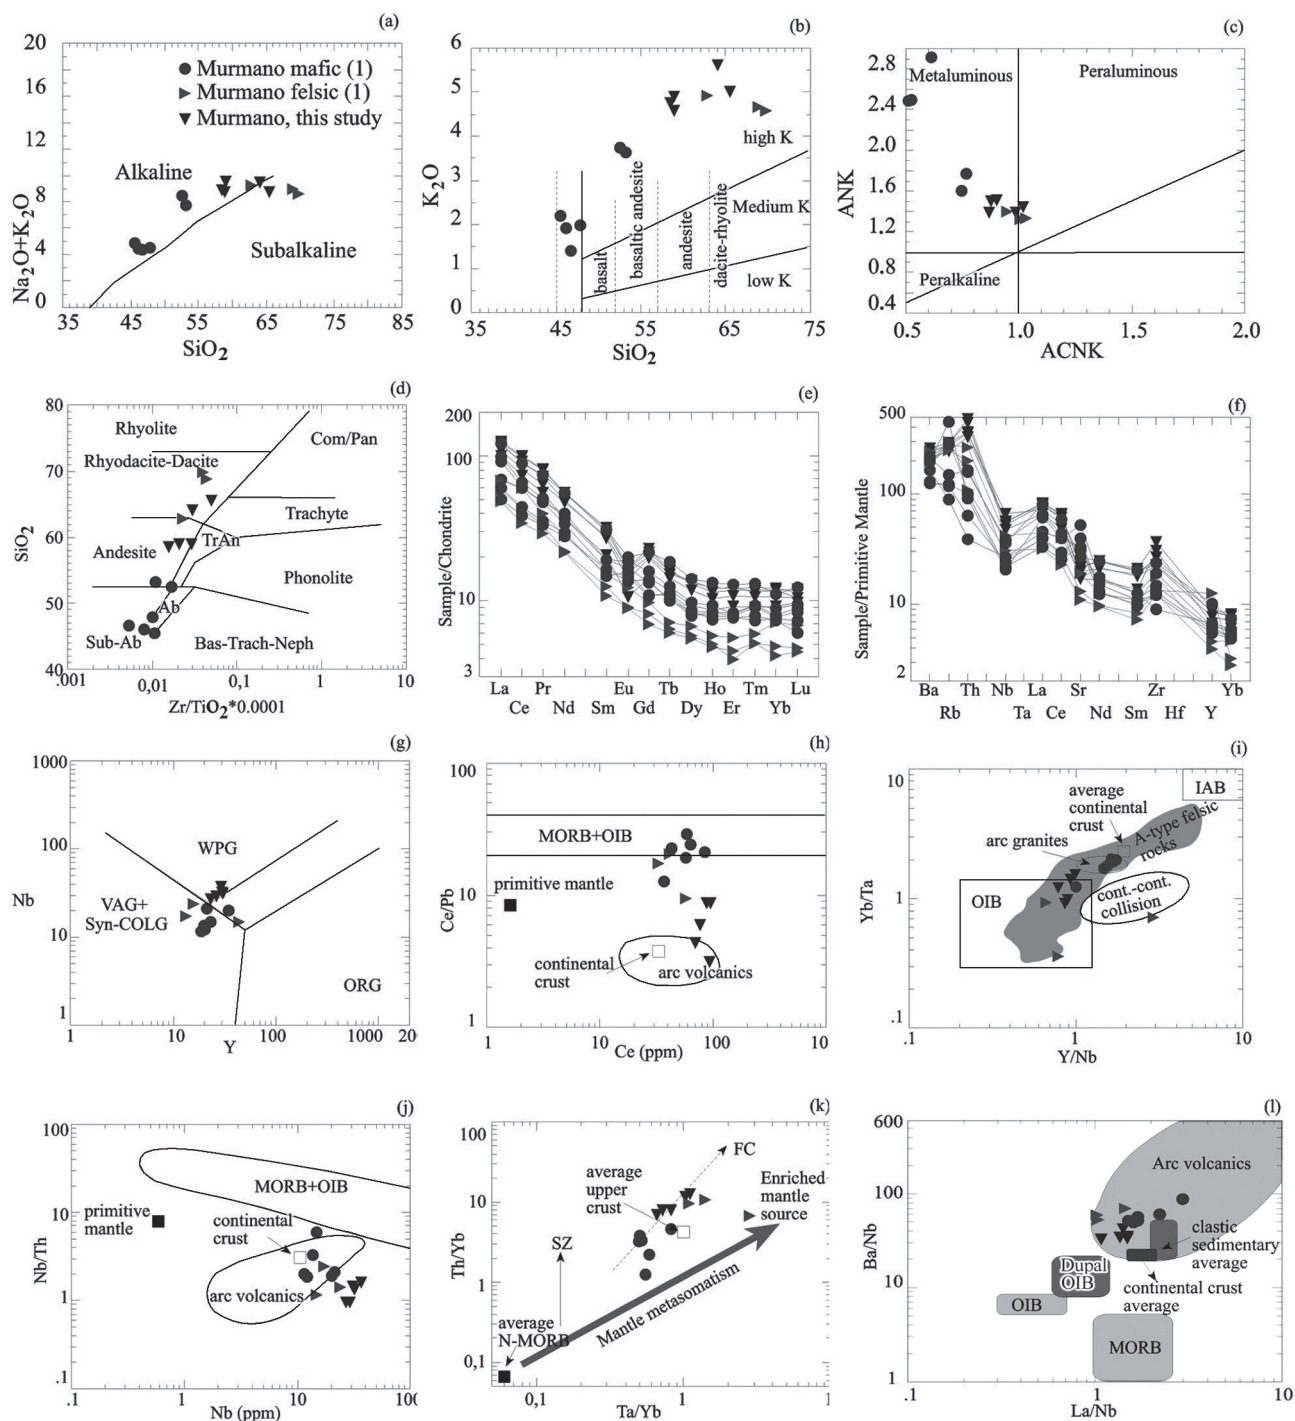 (a)
20
16
12
8
4
0
Na₂O+K₂O
Murmano mafic (1)
Murmano felsic (1)
Murmano, this study
Alkaline
Subalkaline
35 45 55 65 75 85
SiO₂
(b)
6
5
4
3
2
1
0
K₂O
high K
Medium K
low K
basalt
basaltic andesite
andesite
dacite-rhyolite
35 45 55 65 75
SiO₂
(c)
2.8
2.4
2.0
1.6
1.2
0.8
0.4
ANK
Metaluminous
Peraluminous
Peralkaline
0.5 1.0 1.5 2.0
ACNK
(d)
80
70
60
50
40
SiO₂
Rhyolite
Com/Pan
Rhyodacite-Dacite
Trachyte
Andesite
TrAn
Phonolite
Ab
Sub-Ab
Bas-Trach-Neph
.001 0,01 0,1 1 10
Zr/TiO₂*0.0001
(e)
200
100
10
3
Sample/Chondrite
La Pr Eu Tb Ho Tm Lu
Ce Nd Sm Gd Dy Er Yb
(f)
500
100
10
2
Sample/Primitive Mantle
Ba Th Nb La Sr Zr Yb
Rb Ta Ce Nd Sm Hf Y
(g)
1000
100
10
1
Nb
WPG
VAG+
Syn-COLG
ORG
1 10 100 1000 20
Y
(h)
100
10
1
Ce/Pb
MORB+OIB
primitive mantle
continental
crust
arc volcanics
1 10 100 10
Ce (ppm)
(i)
10
1
.1
Yb/Ta
IAB
average
continental
crust
A-type felsic
rocks
arc granites
OIB
cont.-cont.
collision
.1 1 10
Y/Nb
(j)
100
10
1
.1
Nb/Th
MORB+OIB
primitive
mantle
continental
crust
arc volcanics
.1 1 10 100
Nb (ppm)
(k)
100
10
1
0,1
Th/Yb
FC
average
upper
crust
Enriched
mantle
source
SZ
average
N-MORB
Mantle metasomatism
0,1 1 1
Ta/Yb
(l)
600
100
10
1
Ba/Nb
Arc volcanics
clastic
sedimentary
average
Dupal
OIB
continental crust
average
OIB
MORB
.1 1 10
La/Nb